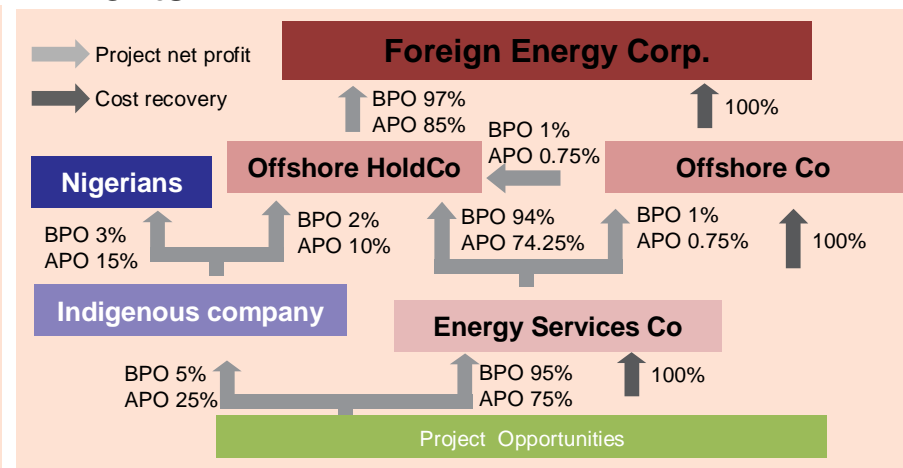 Foreign Energy Corp.
Project net profit
Cost recovery
BPO 97%
APO 85%
100%
BPO 1%
APO 0.75%
Nigerians
Offshore HoldCo
Offshore Co
BPO 3%
APO 15%
BPO 2%
APO 10%
BPO 94%
APO 74.25%
BPO 1%
APO 0.75%
100%
Indigenous company
Energy Services Co
BPO 5%
APO 25%
BPO 95%
APO 75%
100%
Project Opportunities